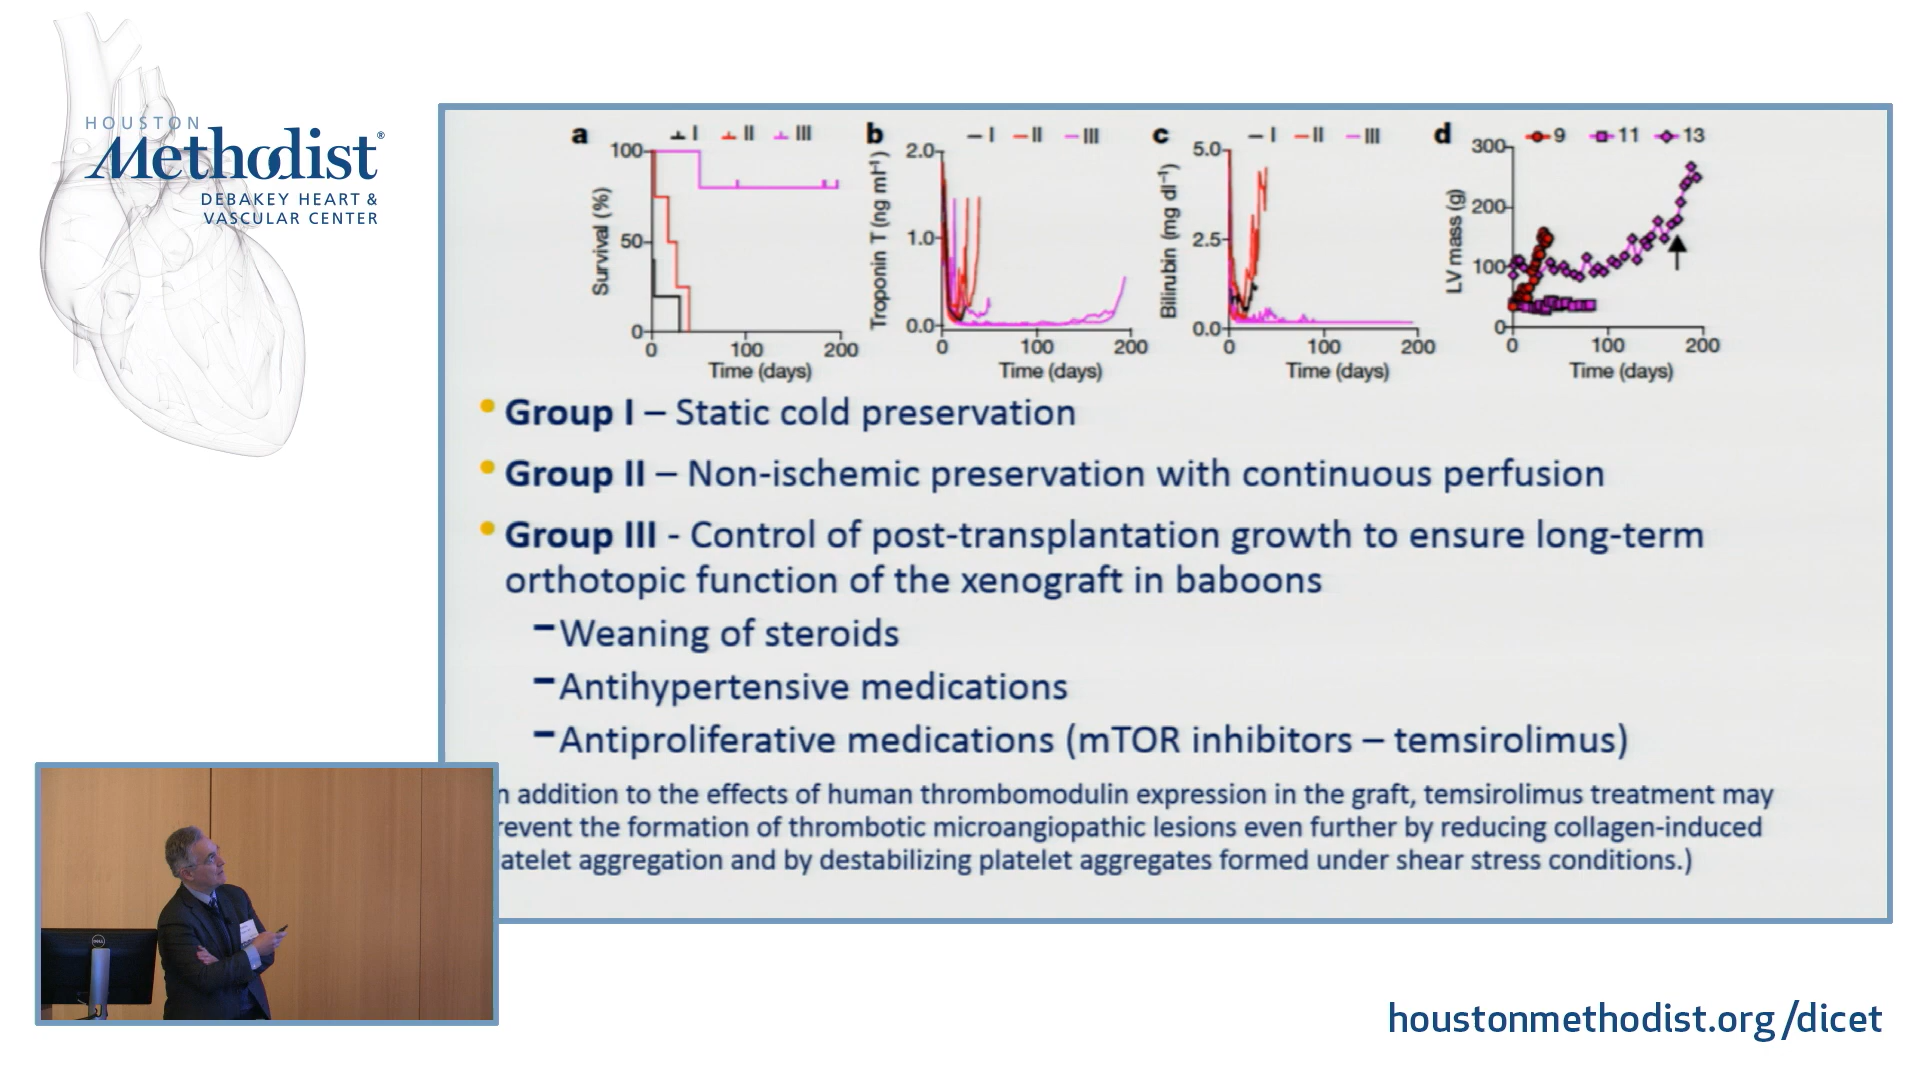 HOUSTON
Methodist®
DEBAKEY HEART &
VASCULAR CENTER
a
I II III
100
50
0
Survival (%)
0 100 200
Time (days)
b
I II III
2.0
1.0
0.0
Troponin T (ng ml⁻¹)
0 100 200
Time (days)
c
I II III
5.0
2.5
0.0
Bilirubin (mg dl⁻¹)
0 100 200
Time (days)
d
9 11 13
300
200
100
0
LV mass (g)
0 100 200
Time (days)
• Group I – Static cold preservation
• Group II – Non-ischemic preservation with continuous perfusion
• Group III - Control of post-transplantation growth to ensure long-term
orthotopic function of the xenograft in baboons
– Weaning of steroids
– Antihypertensive medications
– Antiproliferative medications (mTOR inhibitors – temsirolimus)
n addition to the effects of human thrombomodulin expression in the graft, temsirolimus treatment may
revent the formation of thrombotic microangiopathic lesions even further by reducing collagen-induced
atelet aggregation and by destabilizing platelet aggregates formed under shear stress conditions.)
DELL
houstonmethodist.org/dicet